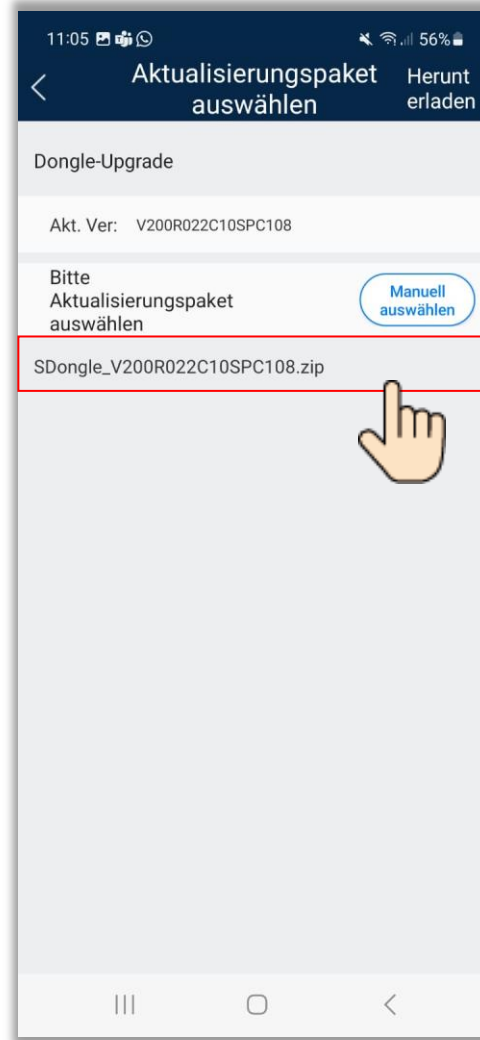 11:05 56%
Aktualisierungspaket Herunt
auswählen erladen
Dongle-Upgrade
Akt. Ver: V200R022C10SPC108
Bitte
Aktualisierungspaket
auswählen
Manuell
auswählen
SDongle_V200R022C10SPC108.zip